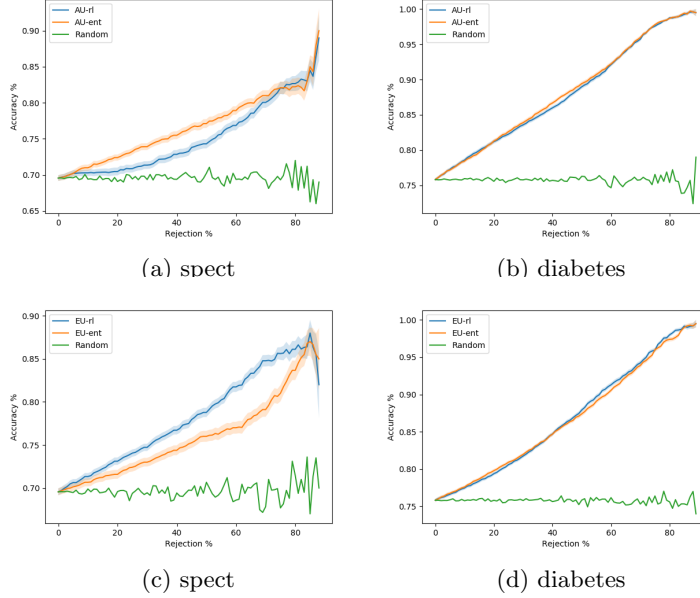 AU-rl
AU-ent
Random
Accuracy %
0.90
0.85
0.80
0.75
0.70
0.65
0 20 40 60 80
Rejection %
(a) spect
AU-rl
AU-ent
Random
Accuracy %
1.00
0.95
0.90
0.85
0.80
0.75
0 20 40 60 80
Rejection %
(b) diabetes
EU-rl
EU-ent
Random
Accuracy %
0.90
0.85
0.80
0.75
0.70
0 20 40 60 80
Rejection %
(c) spect
EU-rl
EU-ent
Random
Accuracy %
1.00
0.95
0.90
0.85
0.80
0.75
0 20 40 60 80
Rejection %
(d) diabetes